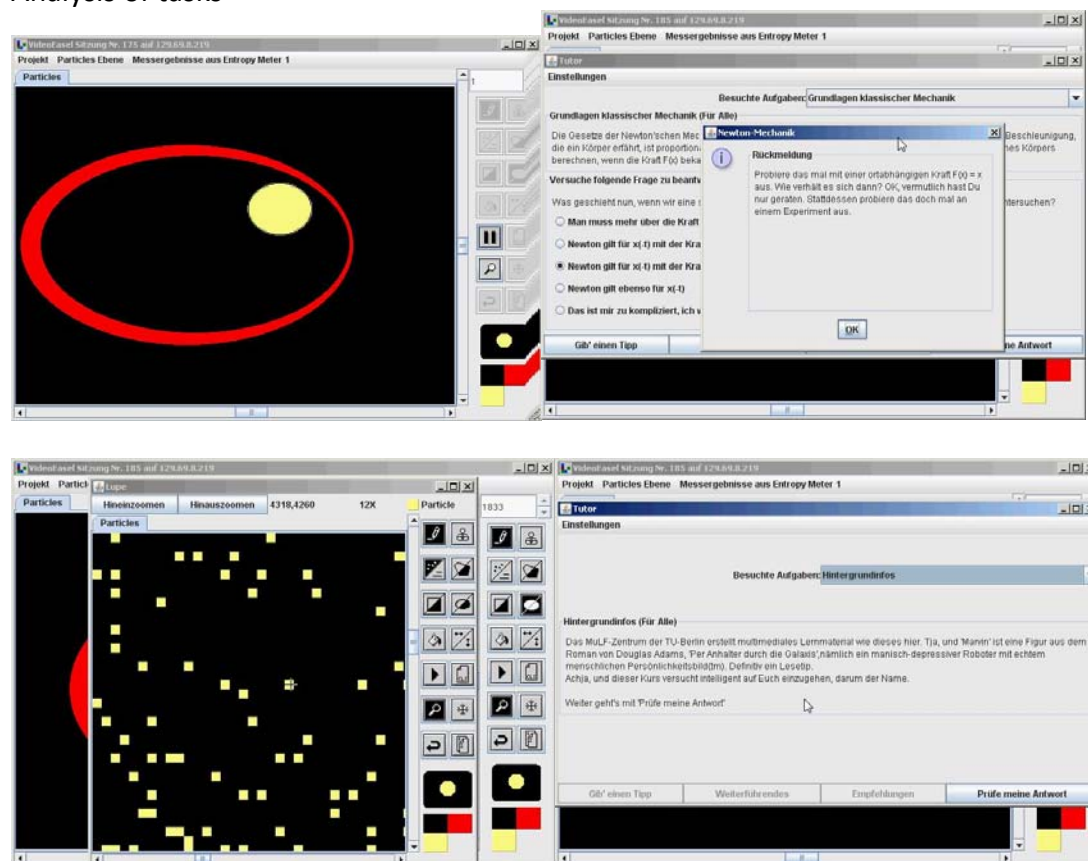 Analysis of tasks
VideoEasel Sitzung Nr. 175 auf 129.69.8.219
Projekt Particles Ebene Messergebnisse aus Entropy Meter 1
Particles
1
VideoEasel Sitzung Nr. 185 auf 129.69.8.219
Projekt Particles Ebene Messergebnisse aus Entropy Meter 1
Tutor
Einstellungen
Besuchte Aufgaben: Grundlagen klassischer Mechanik
Grundlagen klassischer Mechanik (Für Alle)
Die Gesetze der Newton'schen Mec
Beschleunigung,
die ein Körper erfährt, ist proportion
nes Körpers
berechnen, wenn die Kraft F(x) beka
Versuche folgende Frage zu beantw
Was geschieht nun, wenn wir eine
ntersuchen?
Man muss mehr über die Kraft
Newton gilt für x(-t) mit der Kra
Newton gilt für x(-t) mit der Kra
Newton gilt ebenso für x(-t)
Das ist mir zu kompliziert, ich
Gib' einen Tipp
ne Antwort
Newton-Mechanik
Rückmeldung
Probiere das mal mit einer ortabhängigen Kraft F(x) = x
aus. Wie verhält es sich dann? OK, vermutlich hast Du
nur geraten. Stattdessen probiere das doch mal an
einem Experiment aus.
OK
VideoEasel Sitzung Nr. 185 auf 129.69.8.219
Projekt Particl
Particles
Lupe
Hineinzoomen Hinauszoomen 4318,4260 12X Particle
Particles
1833
VideoEasel Sitzung Nr. 185 auf 129.69.8.219
Projekt Particles Ebene Messergebnisse aus Entropy Meter 1
Tutor
Einstellungen
Besuchte Aufgaben: Hintergrundinfos
Hintergrundinfos (Für Alle)
Das MuLF-Zentrum der TU-Berlin erstellt multimediales Lernmaterial wie dieses hier. Tja, und 'Marvin' ist eine Figur aus dem
Roman von Douglas Adams, 'Per Anhalter durch die Galaxis',nämlich ein manisch-depressiver Roboter mit echtem
menschlichen Persönlichkeitsbild(tm). Definitiv ein Lesetip.
Achja, und dieser Kurs versucht intelligent auf Euch einzugehen, darum der Name.
Weiter geht's mit 'Prüfe meine Antwort'
Gib' einen Tipp Weiterführendes Empfehlungen Prüfe meine Antwort